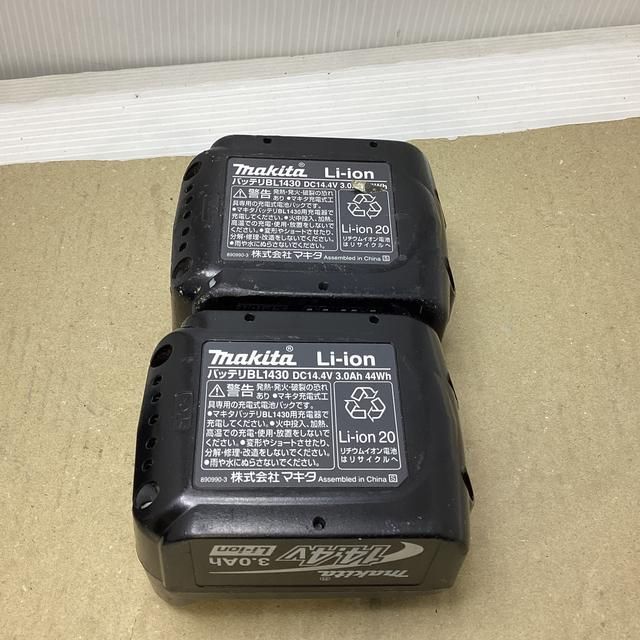 makita® Li-ion
バッテリBL1430 DC14.4V 3.0
警告 発熱・発火・破裂の恐れ
あり ●マキタ充電式工
具専用の充電式電池パックです。
●マキタバッテリBL1430用充電器で
充電してください。●火中投入、加熱、
高温での充電・使用・放置をしないで
ください。●変形やショートさせたり、
分解・修理・改造をしないでください。
●雨や水にぬらさないでください。
Li-ion 20
リチウムイオン電池
はリサイクルへ
890990-3 株式会社 マキタ Assembled in China
makita® Li-ion
バッテリBL1430 DC14.4V 3.0Ah 44Wh
警告 発熱・発火・破裂の恐れ
あり ●マキタ充電式工
具専用の充電式電池パックです。
●マキタバッテリBL1430用充電器で
充電してください。●火中投入、加熱、
高温での充電・使用・放置をしないで
ください。●変形やショートさせたり、
分解・修理・改造をしないでください。
●雨や水にぬらさないでください。
Li-ion 20
リチウムイオン電池
はリサイクルへ
890990-3 株式会社 マキタ Assembled in China
makita®
14.4V
Li-ion
3.0Ah